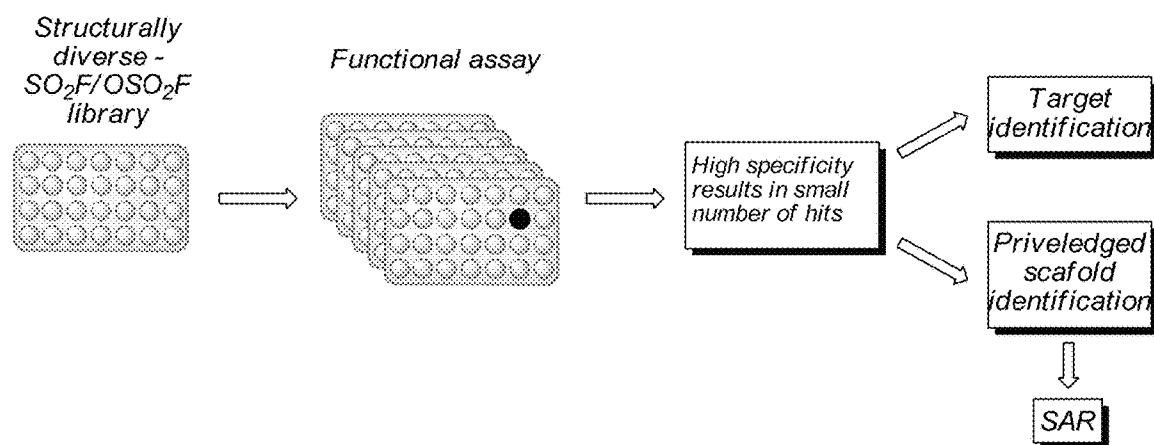 Structurally
diverse -
SO₂F/OSO₂F
library
Functional assay
High specificity
results in small
number of hits
Target
identification
Priveledged
scafold
identification
SAR